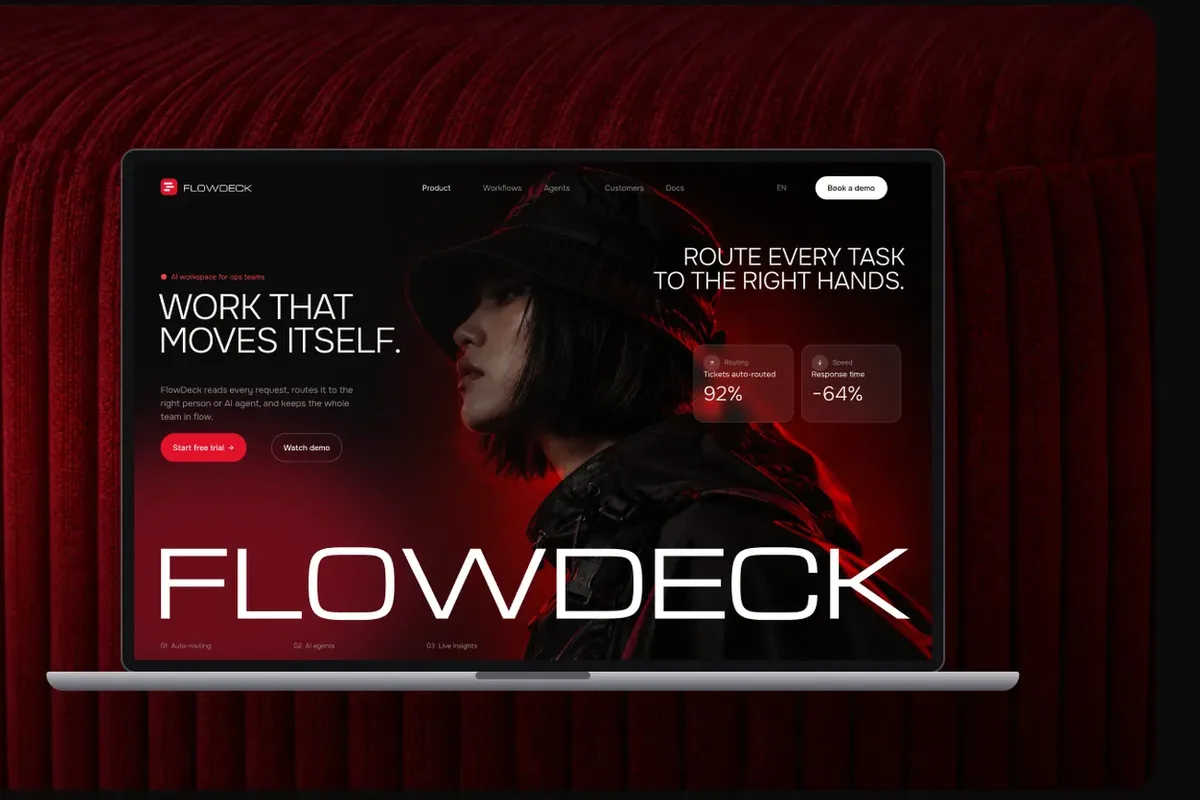 FLOWDECK
Product Workflows Agents Customers Docs
EN
Book a demo
AI workspace for ops teams
WORK THAT
MOVES ITSELF.
FlowDeck reads every request, routes it to the
right person or AI agent, and keeps the whole
team in flow.
Start free trial →
Watch demo
ROUTE EVERY TASK
TO THE RIGHT HANDS.
Routing
Tickets auto-routed
92%
Speed
Response time
−64%
FLOWDECK
01 Auto-routing
02 AI agents
03 Live insights